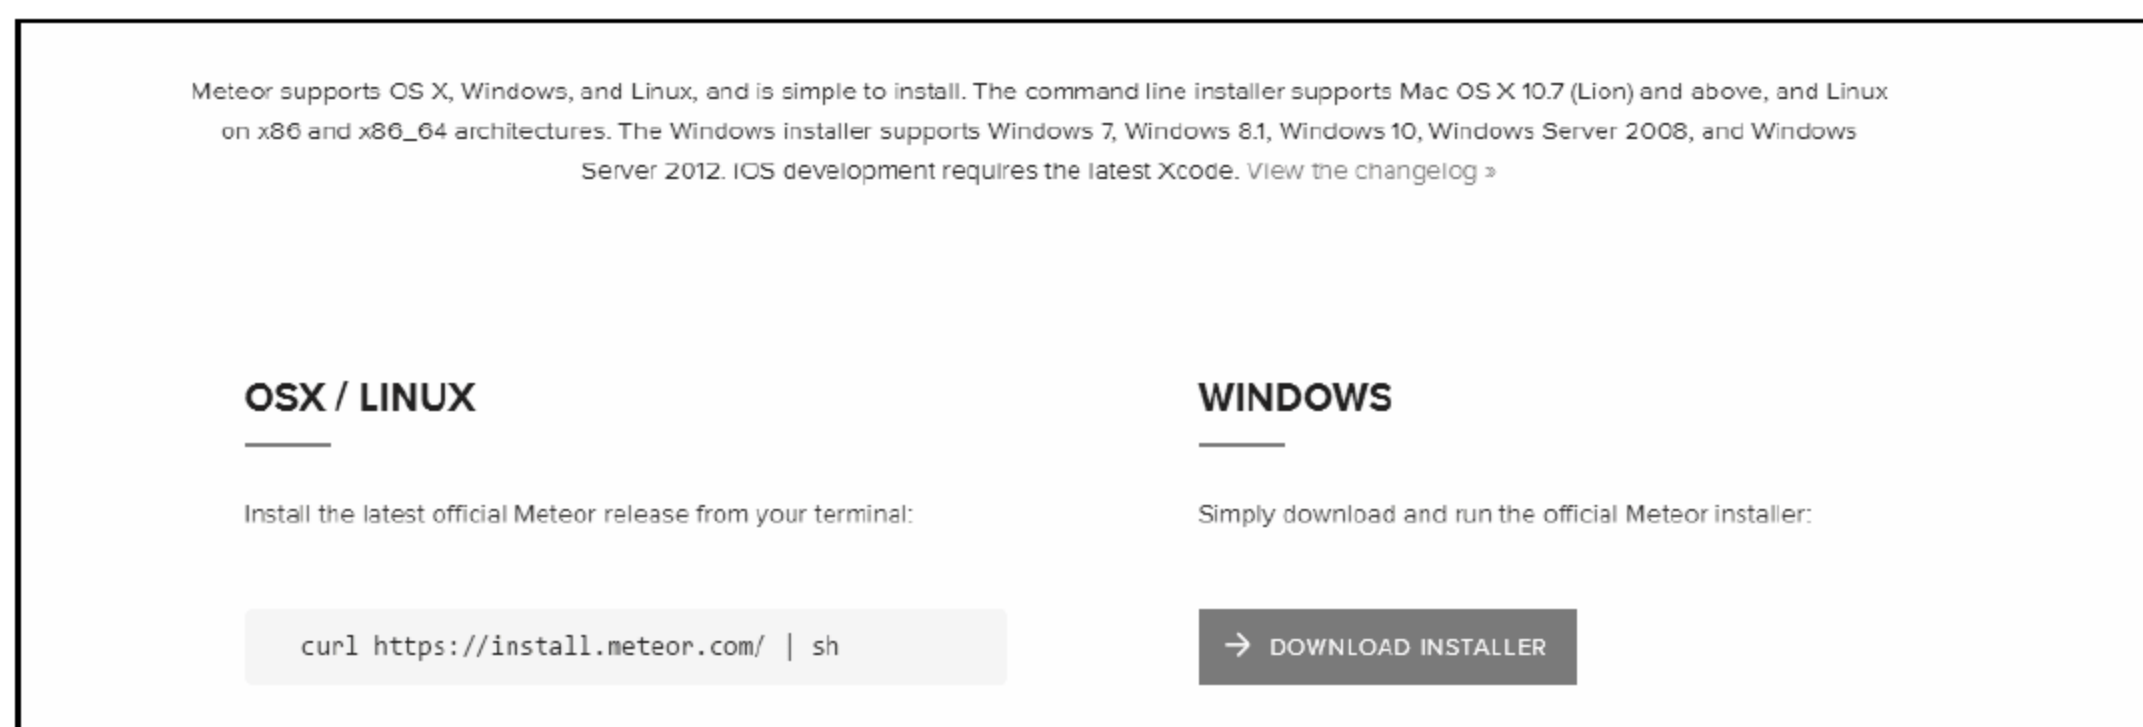 Meteor supports OS X, Windows, and Linux, and is simple to install. The command line installer supports Mac OS X 10.7 (Lion) and above, and Linux
on x86 and x86_64 architectures. The Windows installer supports Windows 7, Windows 8.1, Windows 10, Windows Server 2008, and Windows
Server 2012. iOS development requires the latest Xcode. View the changelog »
OSX / LINUX
Install the latest official Meteor release from your terminal:
curl https://install.meteor.com/ | sh
WINDOWS
Simply download and run the official Meteor installer:
→ DOWNLOAD INSTALLER